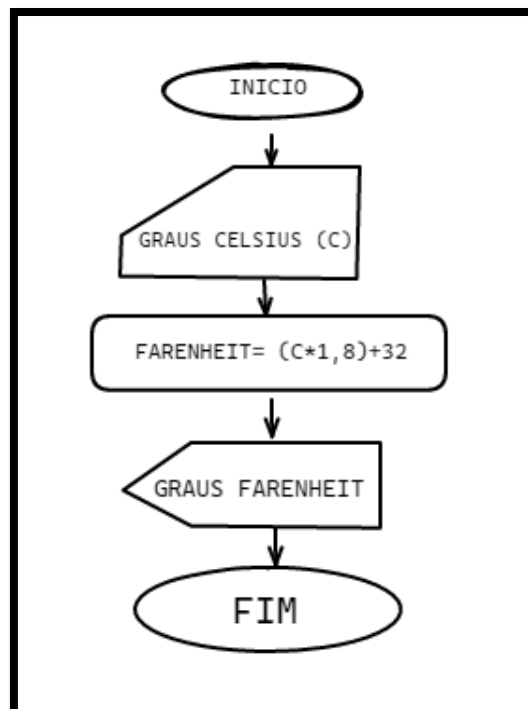 INICIO
GRAUS CELSIUS (C)
FARENHEIT= (C*1,8)+32
GRAUS FARENHEIT
FIM